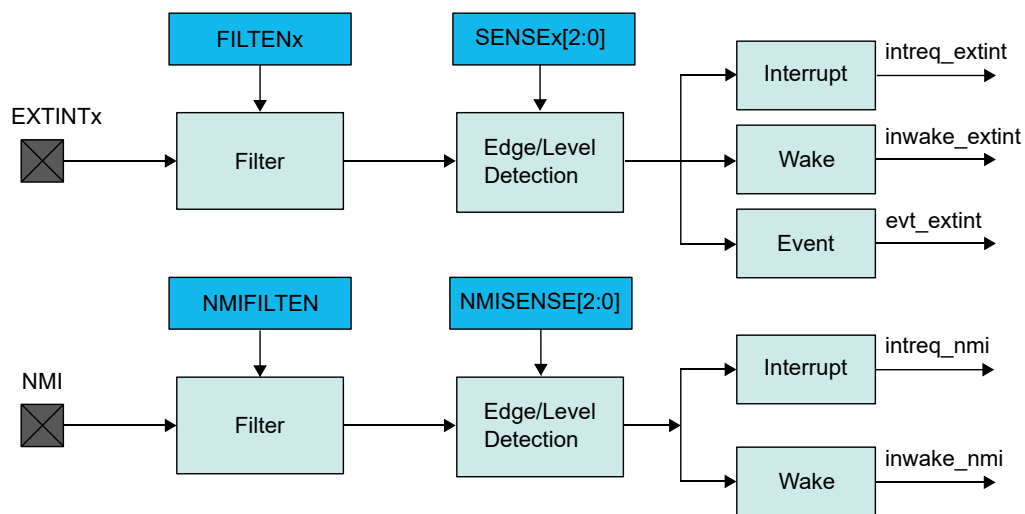 FILTENx
SENSEx[2:0]
intreq_extint
Interrupt
EXTINTx
Filter
Edge/Level
Detection
inwake_extint
Wake
evt_extint
Event
NMIFILTEN
NMISENSE[2:0]
intreq_nmi
Interrupt
NMI
Filter
Edge/Level
Detection
inwake_nmi
Wake